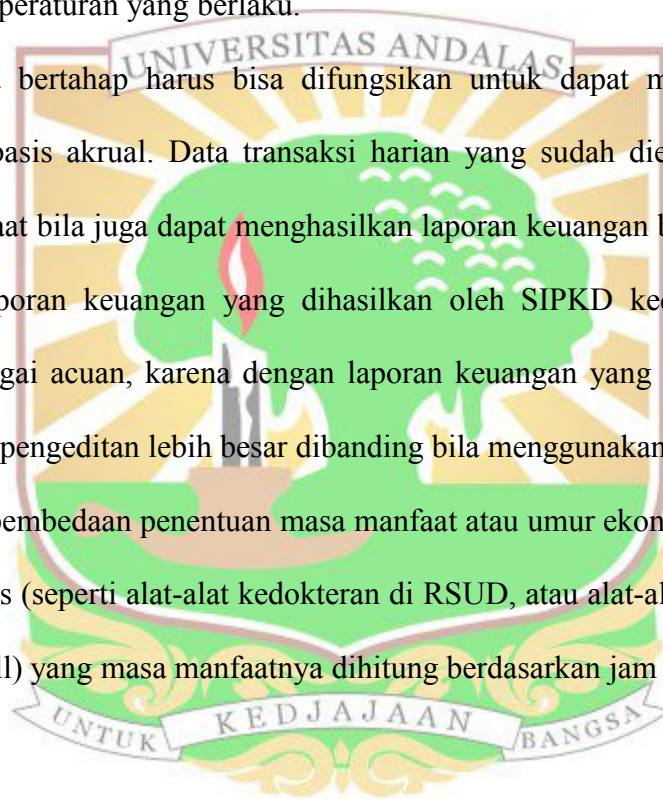 peraturan yang berlaku.
UNIVERSITAS ANDALAS
bertahap harus bisa difungsikan untuk dapat m
basis akrual. Data transaksi harian yang sudah die
aat bila juga dapat menghasilkan laporan keuangan b
poran keuangan yang dihasilkan oleh SIPKD ked
gai acuan, karena dengan laporan keuangan yang
pengeditan lebih besar dibanding bila menggunakan
pembedaan penentuan masa manfaat atau umur ekon
s (seperti alat-alat kedokteran di RSUD, atau alat-al
ll) yang masa manfaatnya dihitung berdasarkan jam
UNTUK KEDJAJAAN BANGSA